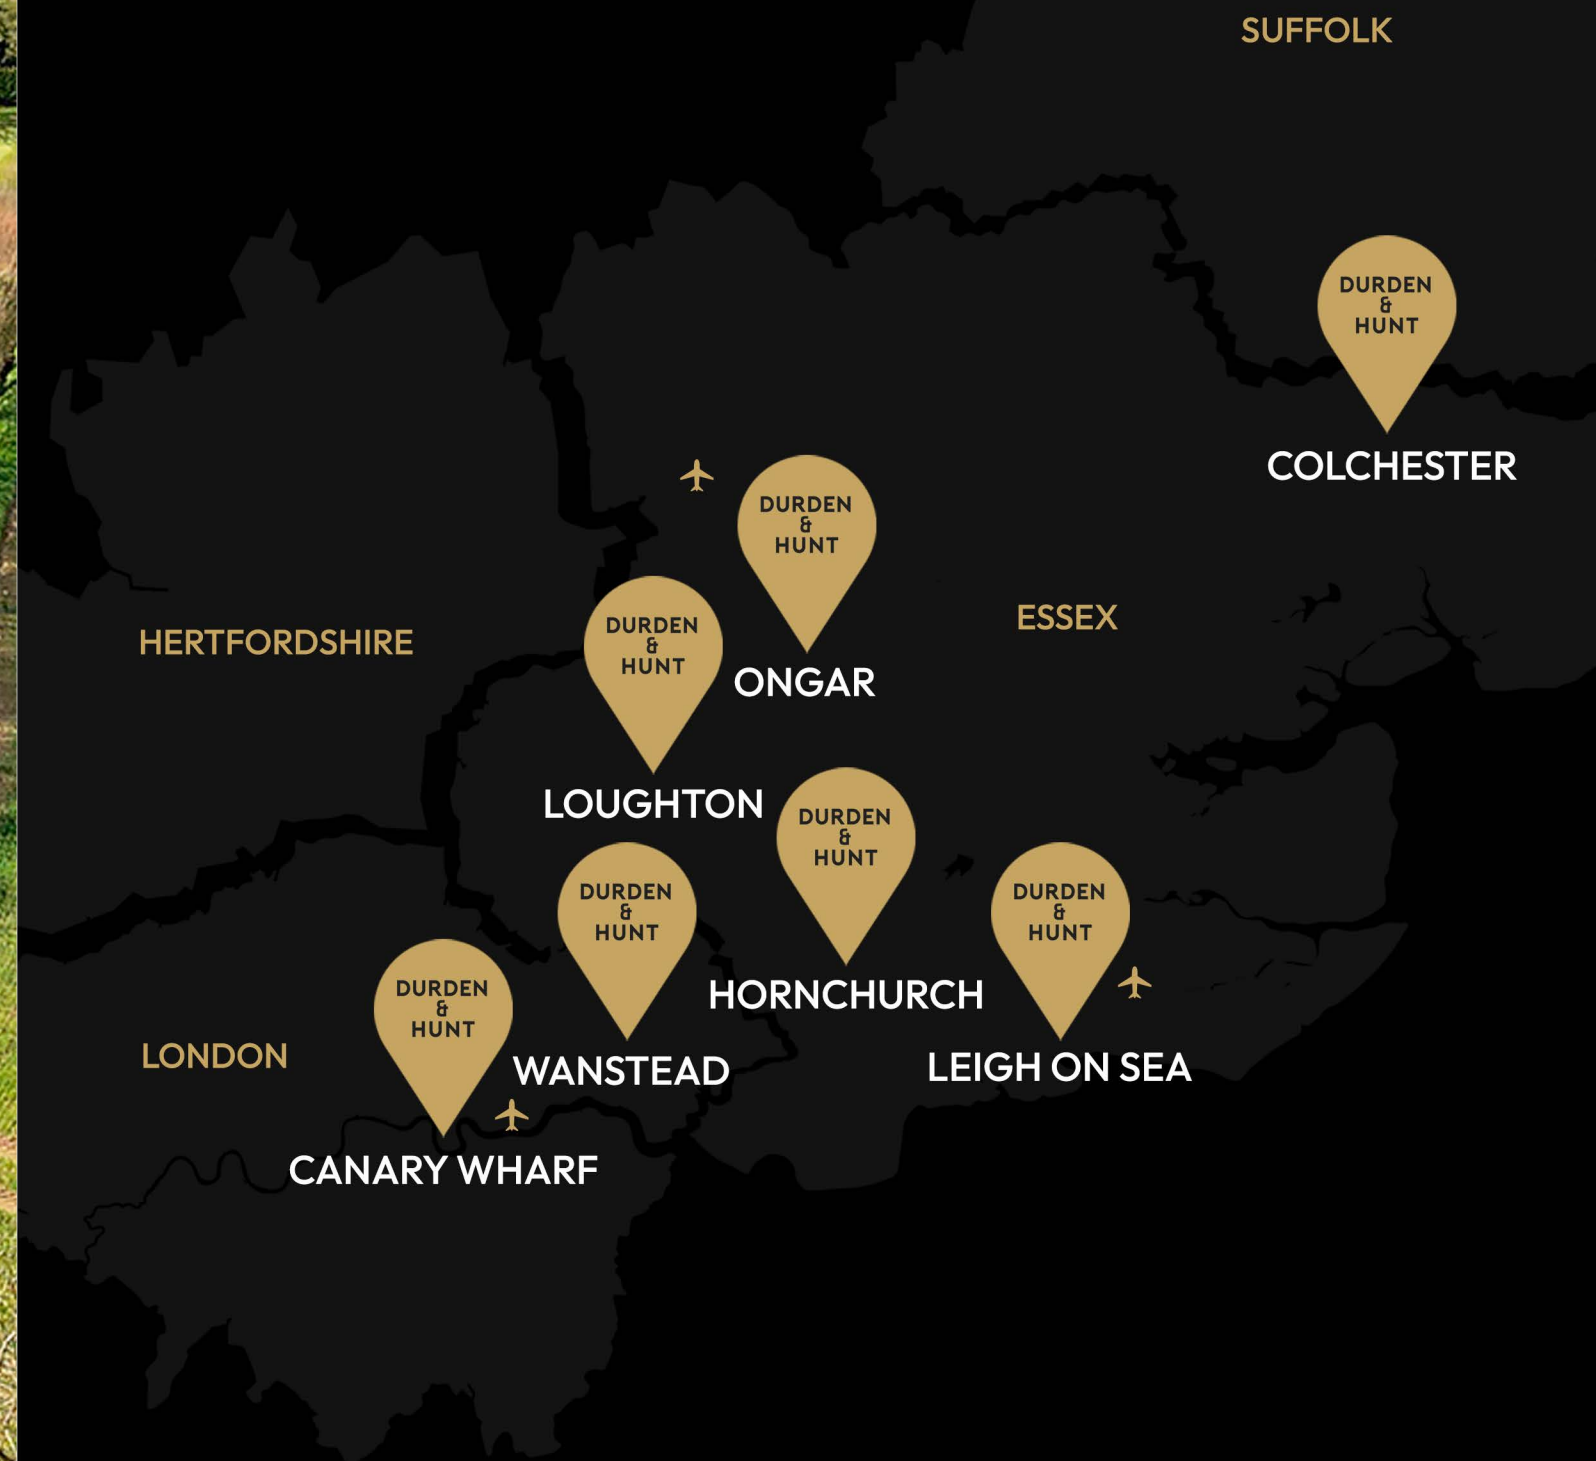 SUFFOLK
DURDEN
&
HUNT
COLCHESTER
DURDEN
&
HUNT
ONGAR
ESSEX
HERTFORDSHIRE
DURDEN
&
HUNT
LOUGHTON
DURDEN
&
HUNT
HORNCHURCH
DURDEN
&
HUNT
WANSTEAD
DURDEN
&
HUNT
LEIGH ON SEA
LONDON
DURDEN
&
HUNT
CANARY WHARF